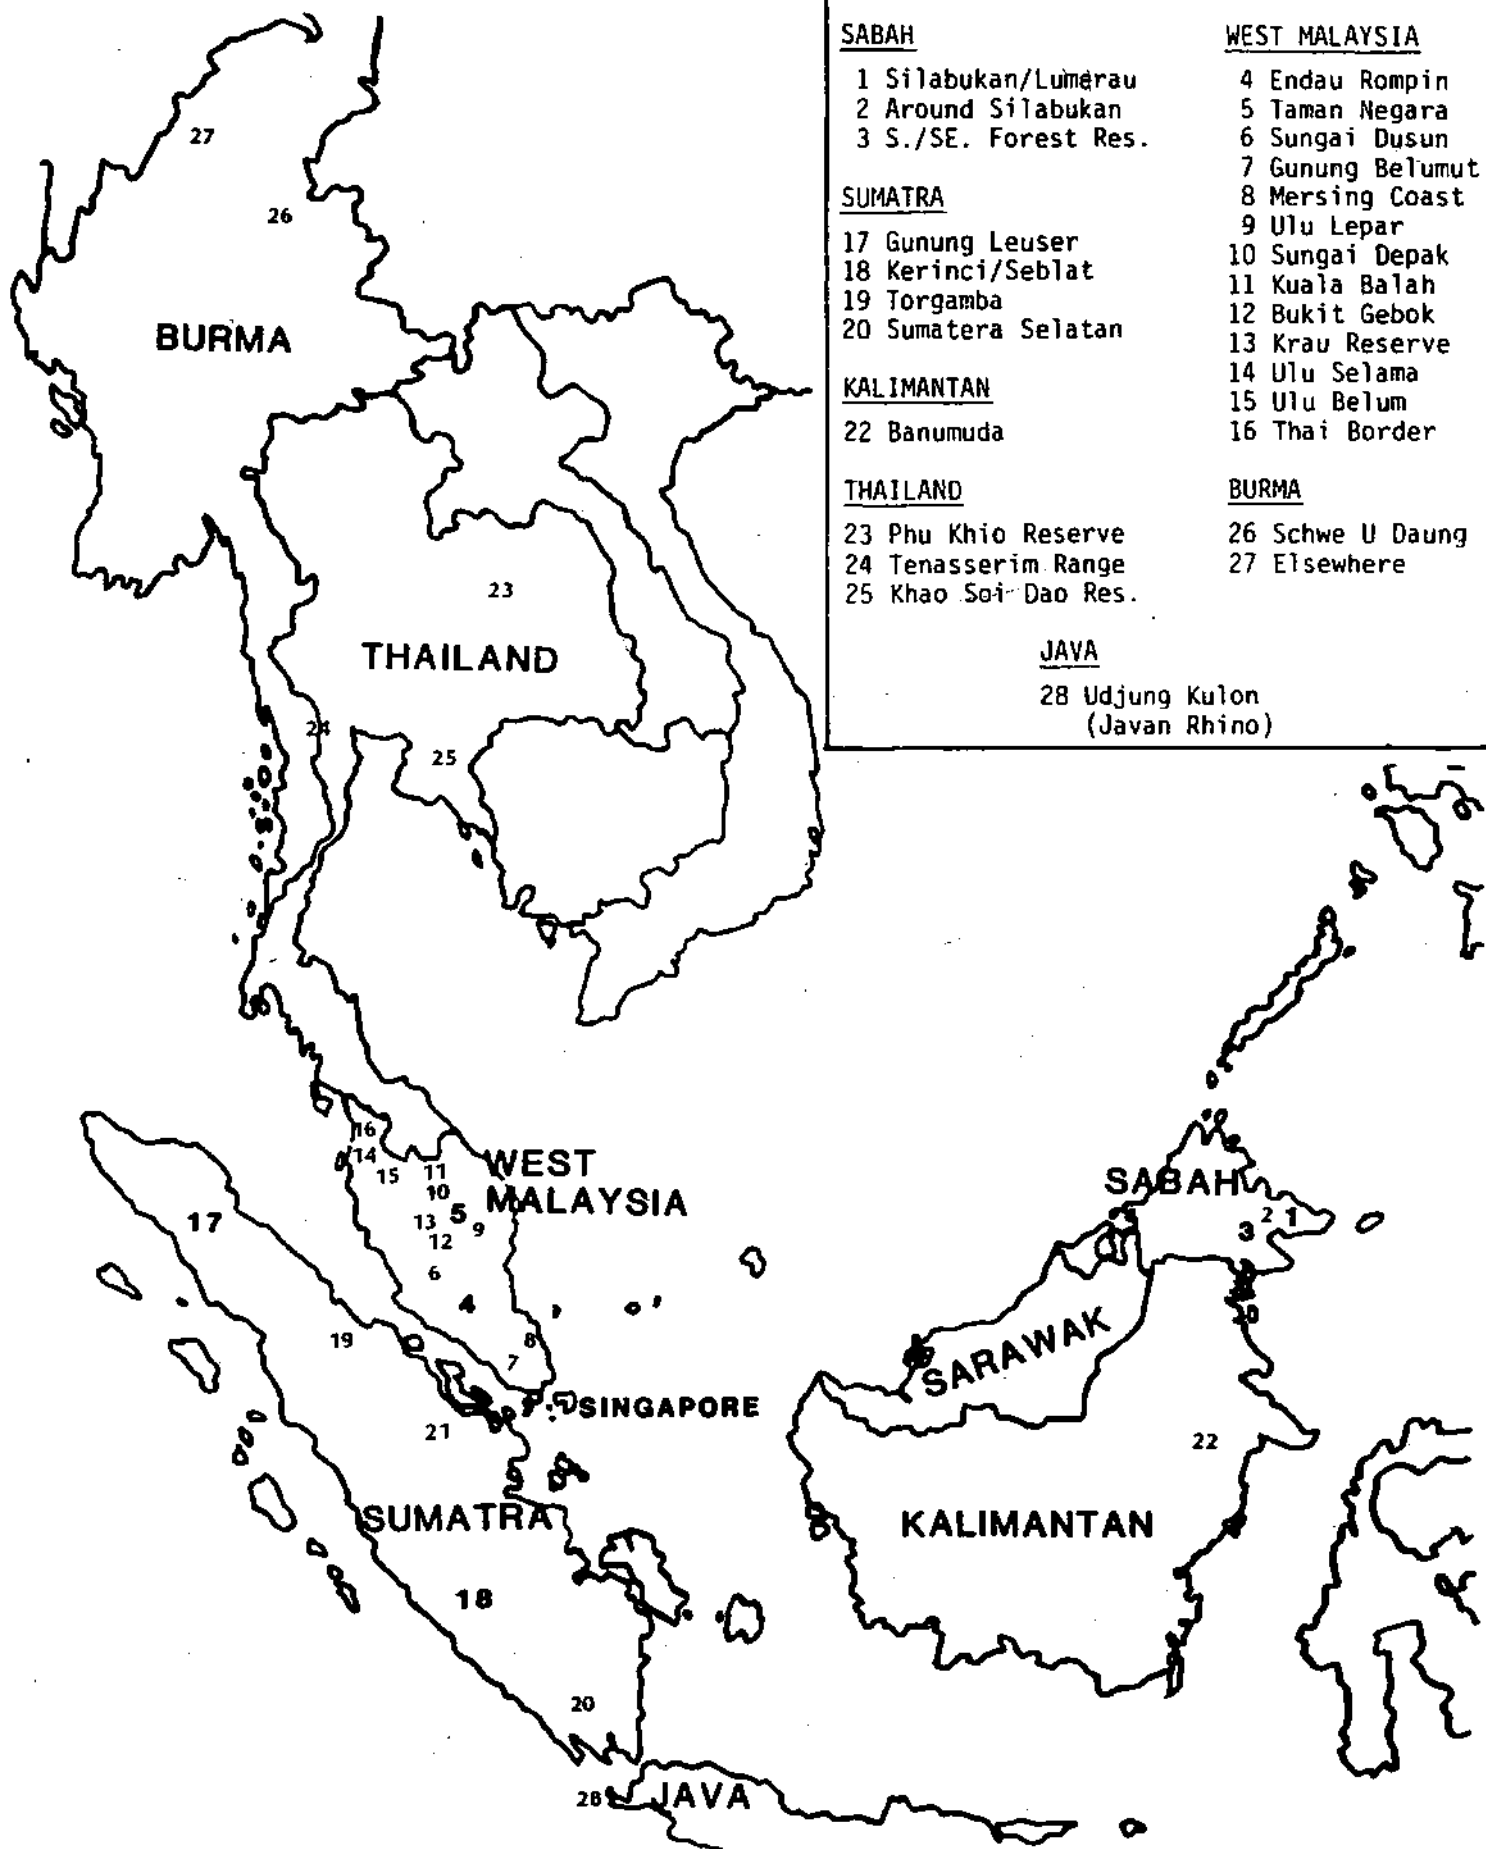 SABAH
1 Silabukan/Lumerau
2 Around Silabukan
3 S./SE. Forest Res.
SUMATRA
17 Gunung Leuser
18 Kerinci/Seblat
19 Torgamba
20 Sumatera Selatan
KALIMANTAN
22 Banumuda
THAILAND
23 Phu Khio Reserve
24 Tenasserim Range
25 Khao Soi Dao Res.
WEST MALAYSIA
4 Endau Rompin
5 Taman Negara
6 Sungai Dusun
7 Gunung Belumut
8 Mersing Coast
9 Ulu Lepar
10 Sungai Depak
11 Kuala Balah
12 Bukit Gebok
13 Krau Reserve
14 Ulu Selama
15 Ulu Belum
16 Thai Border
BURMA
26 Schwe U Daung
27 Elsewhere
JAVA
28 Udjung Kulon
(Javan Rhino)
27
26
BURMA
23
THAILAND
24
25
16
14
15
11
WEST
MALAYSIA
10
13
5
9
12
6
4
8
7
17
19
SINGAPORE
21
SUMATRA
18
20
28
JAVA
SABAH
2
1
3
20
SARAWAK
22
KALIMANTAN